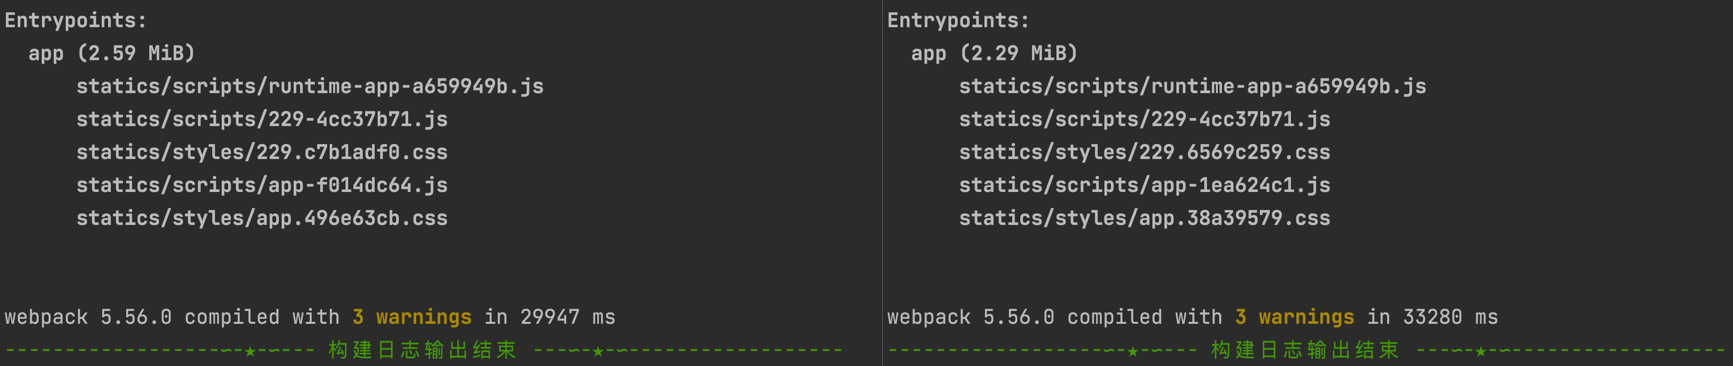 Entrypoints:
app (2.59 MiB)
statics/scripts/runtime-app-a659949b.js
statics/scripts/229-4cc37b71.js
statics/styles/229.c7b1adf0.css
statics/scripts/app-f014dc64.js
statics/styles/app.496e63cb.css
webpack 5.56.0 compiled with 3 warnings in 29947 ms
------------------~-★-~---- 构建日志输出结束 ---~-★-~------------------
Entrypoints:
app (2.29 MiB)
statics/scripts/runtime-app-a659949b.js
statics/scripts/229-4cc37b71.js
statics/styles/229.6569c259.css
statics/scripts/app-1ea624c1.js
statics/styles/app.38a39579.css
webpack 5.56.0 compiled with 3 warnings in 33280 ms
------------------~-★-~---- 构建日志输出结束 ---~-★-~------------------